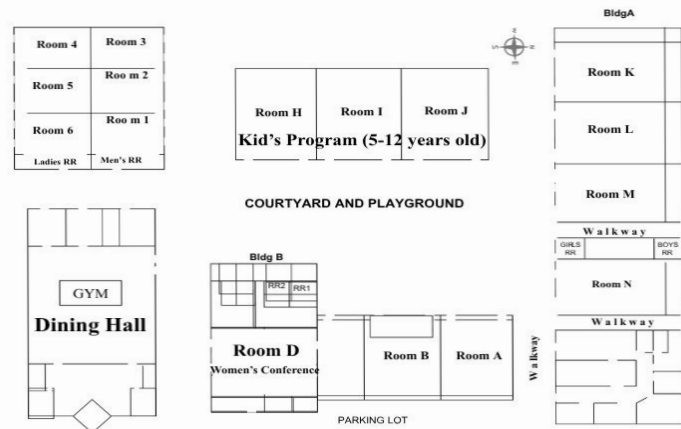 BldgA
Room 4
Room 3
Room 5
Roo m 2
Room 6
Roo m 1
Ladies RR
Men's RR
Room H
Room I
Room J
Kid's Program (5-12 years old)
Room K
Room L
Room M
Walkway
GIRLS RR
BOYS RR
Room N
Walkway
COURTYARD AND PLAYGROUND
GYM
Dining Hall
Bldg B
RR2
RR1
Room D
Women's Conference
Room B
Room A
Walkway
PARKING LOT